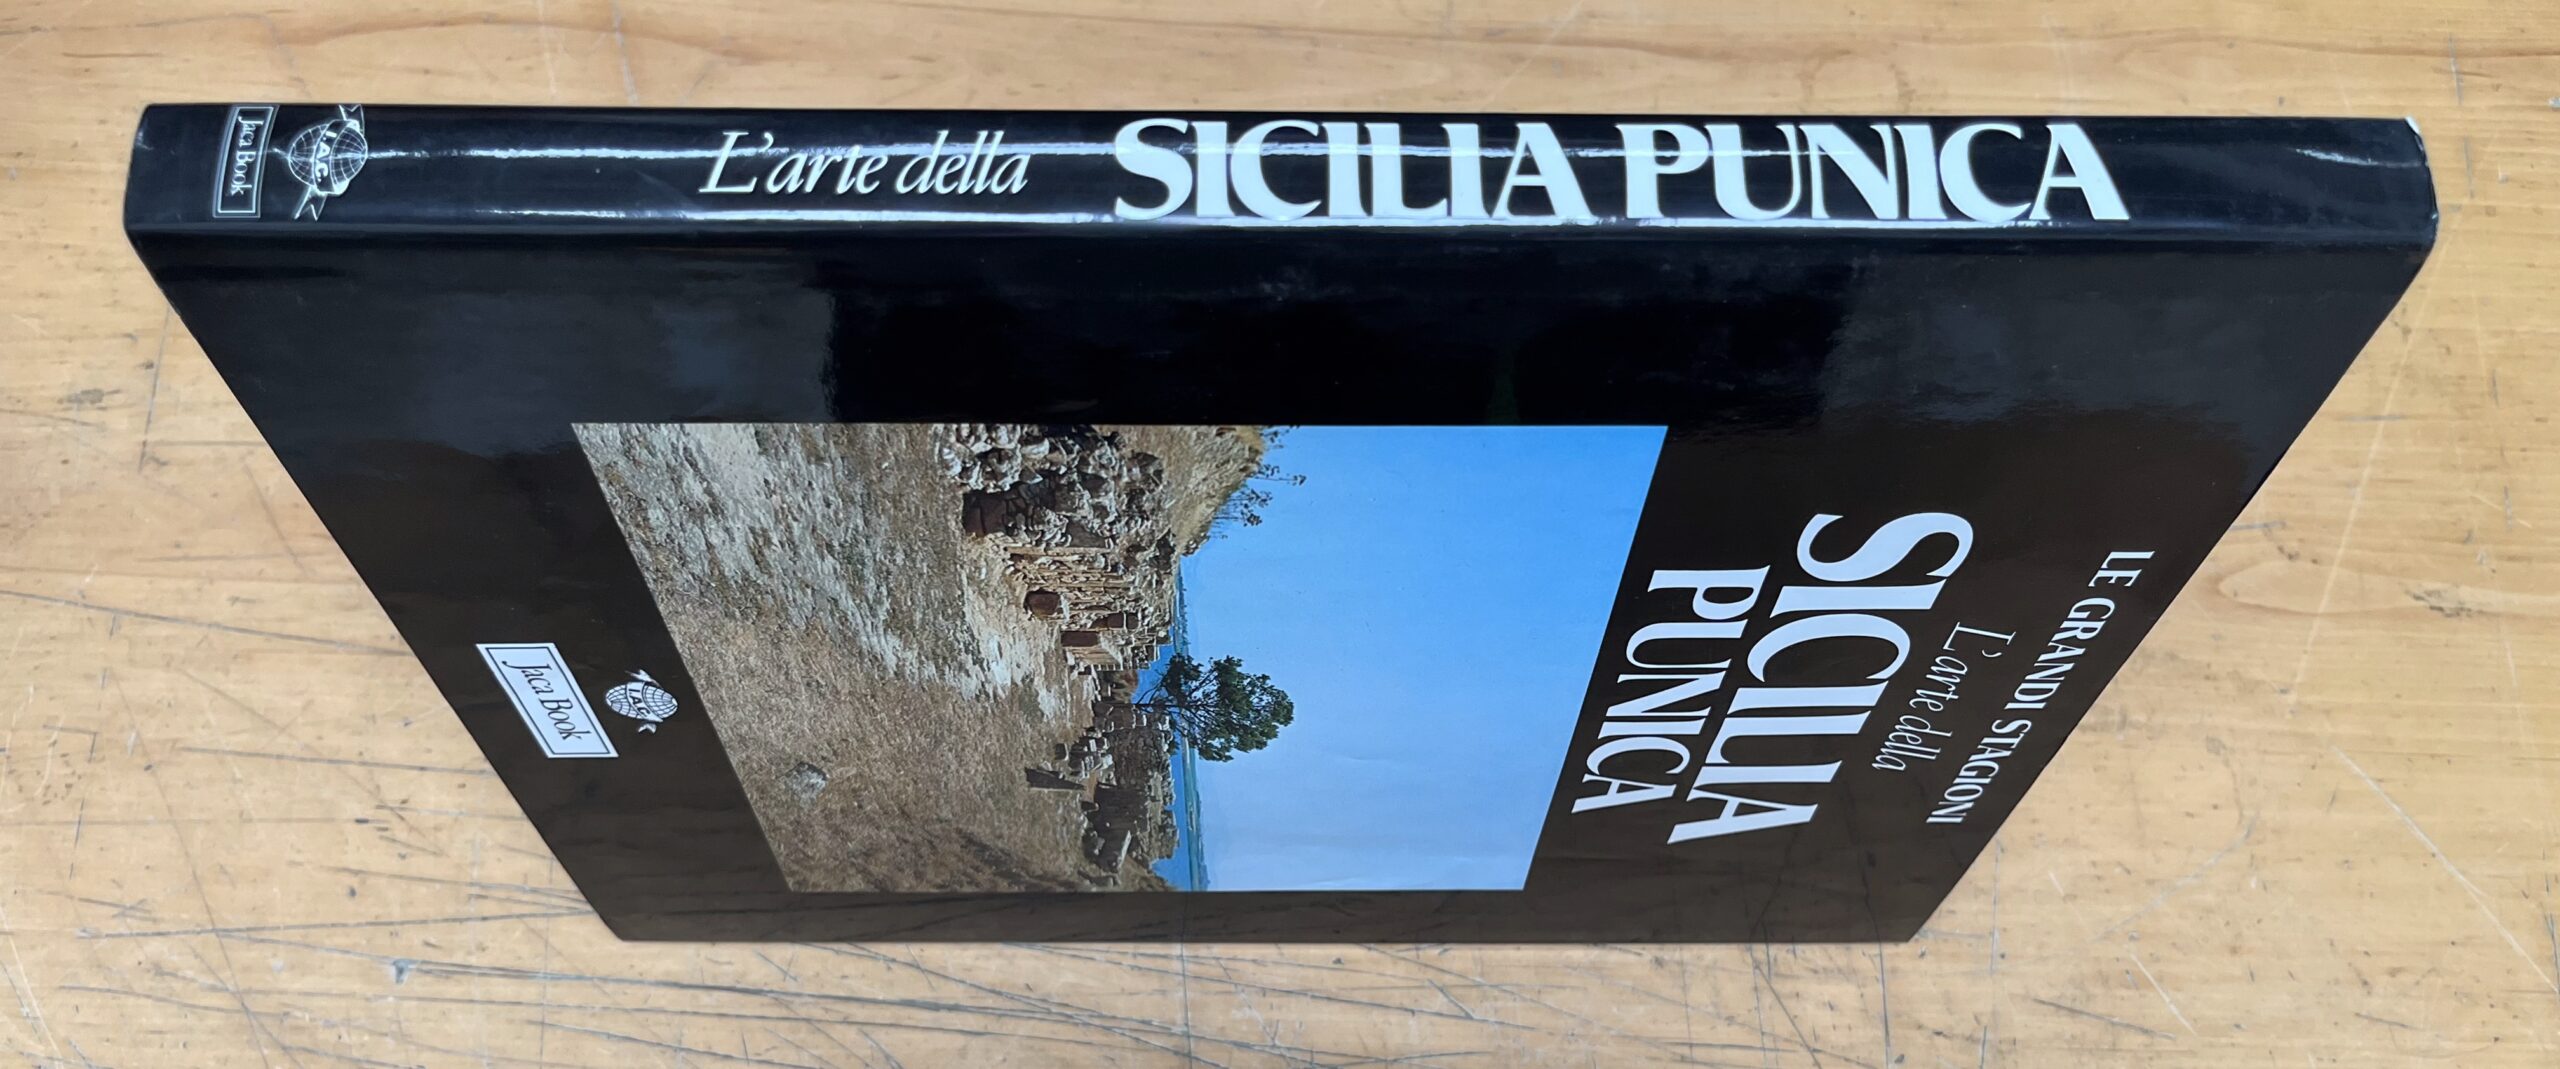 L'arte della SICILIA PUNICA
I.A.G.
Jaca Book
LE GRANDI STAGIONI
L'arte della
SICILIA
PUNICA
I.A.G.
Jaca Book